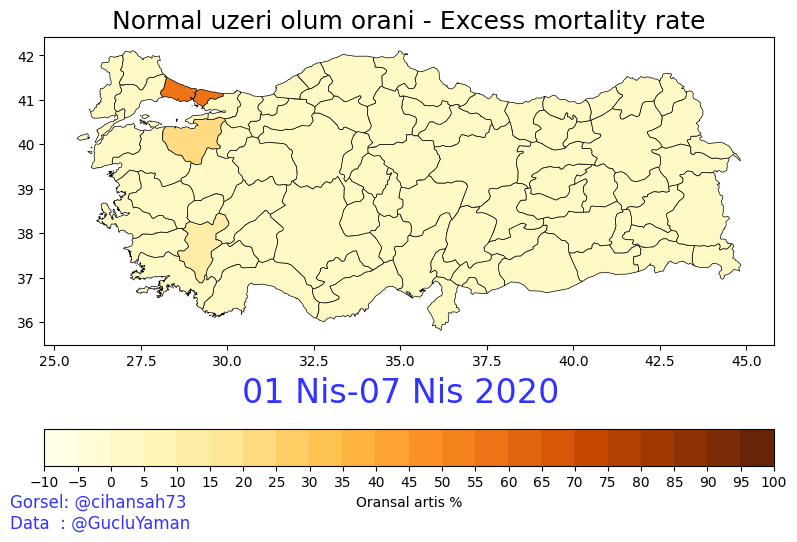 Normal uzeri olum orani - Excess mortality rate
42
41
40
39
38
37
36
25.0 27.5 30.0 32.5 35.0 37.5 40.0 42.5 45.0
01 Nis-07 Nis 2020
−10 −5 0 5 10 15 20 25 30 35 40 45 50 55 60 65 70 75 80 85 90 95 100
Oransal artis %
Gorsel: @cihansah73
Data : @GucluYaman